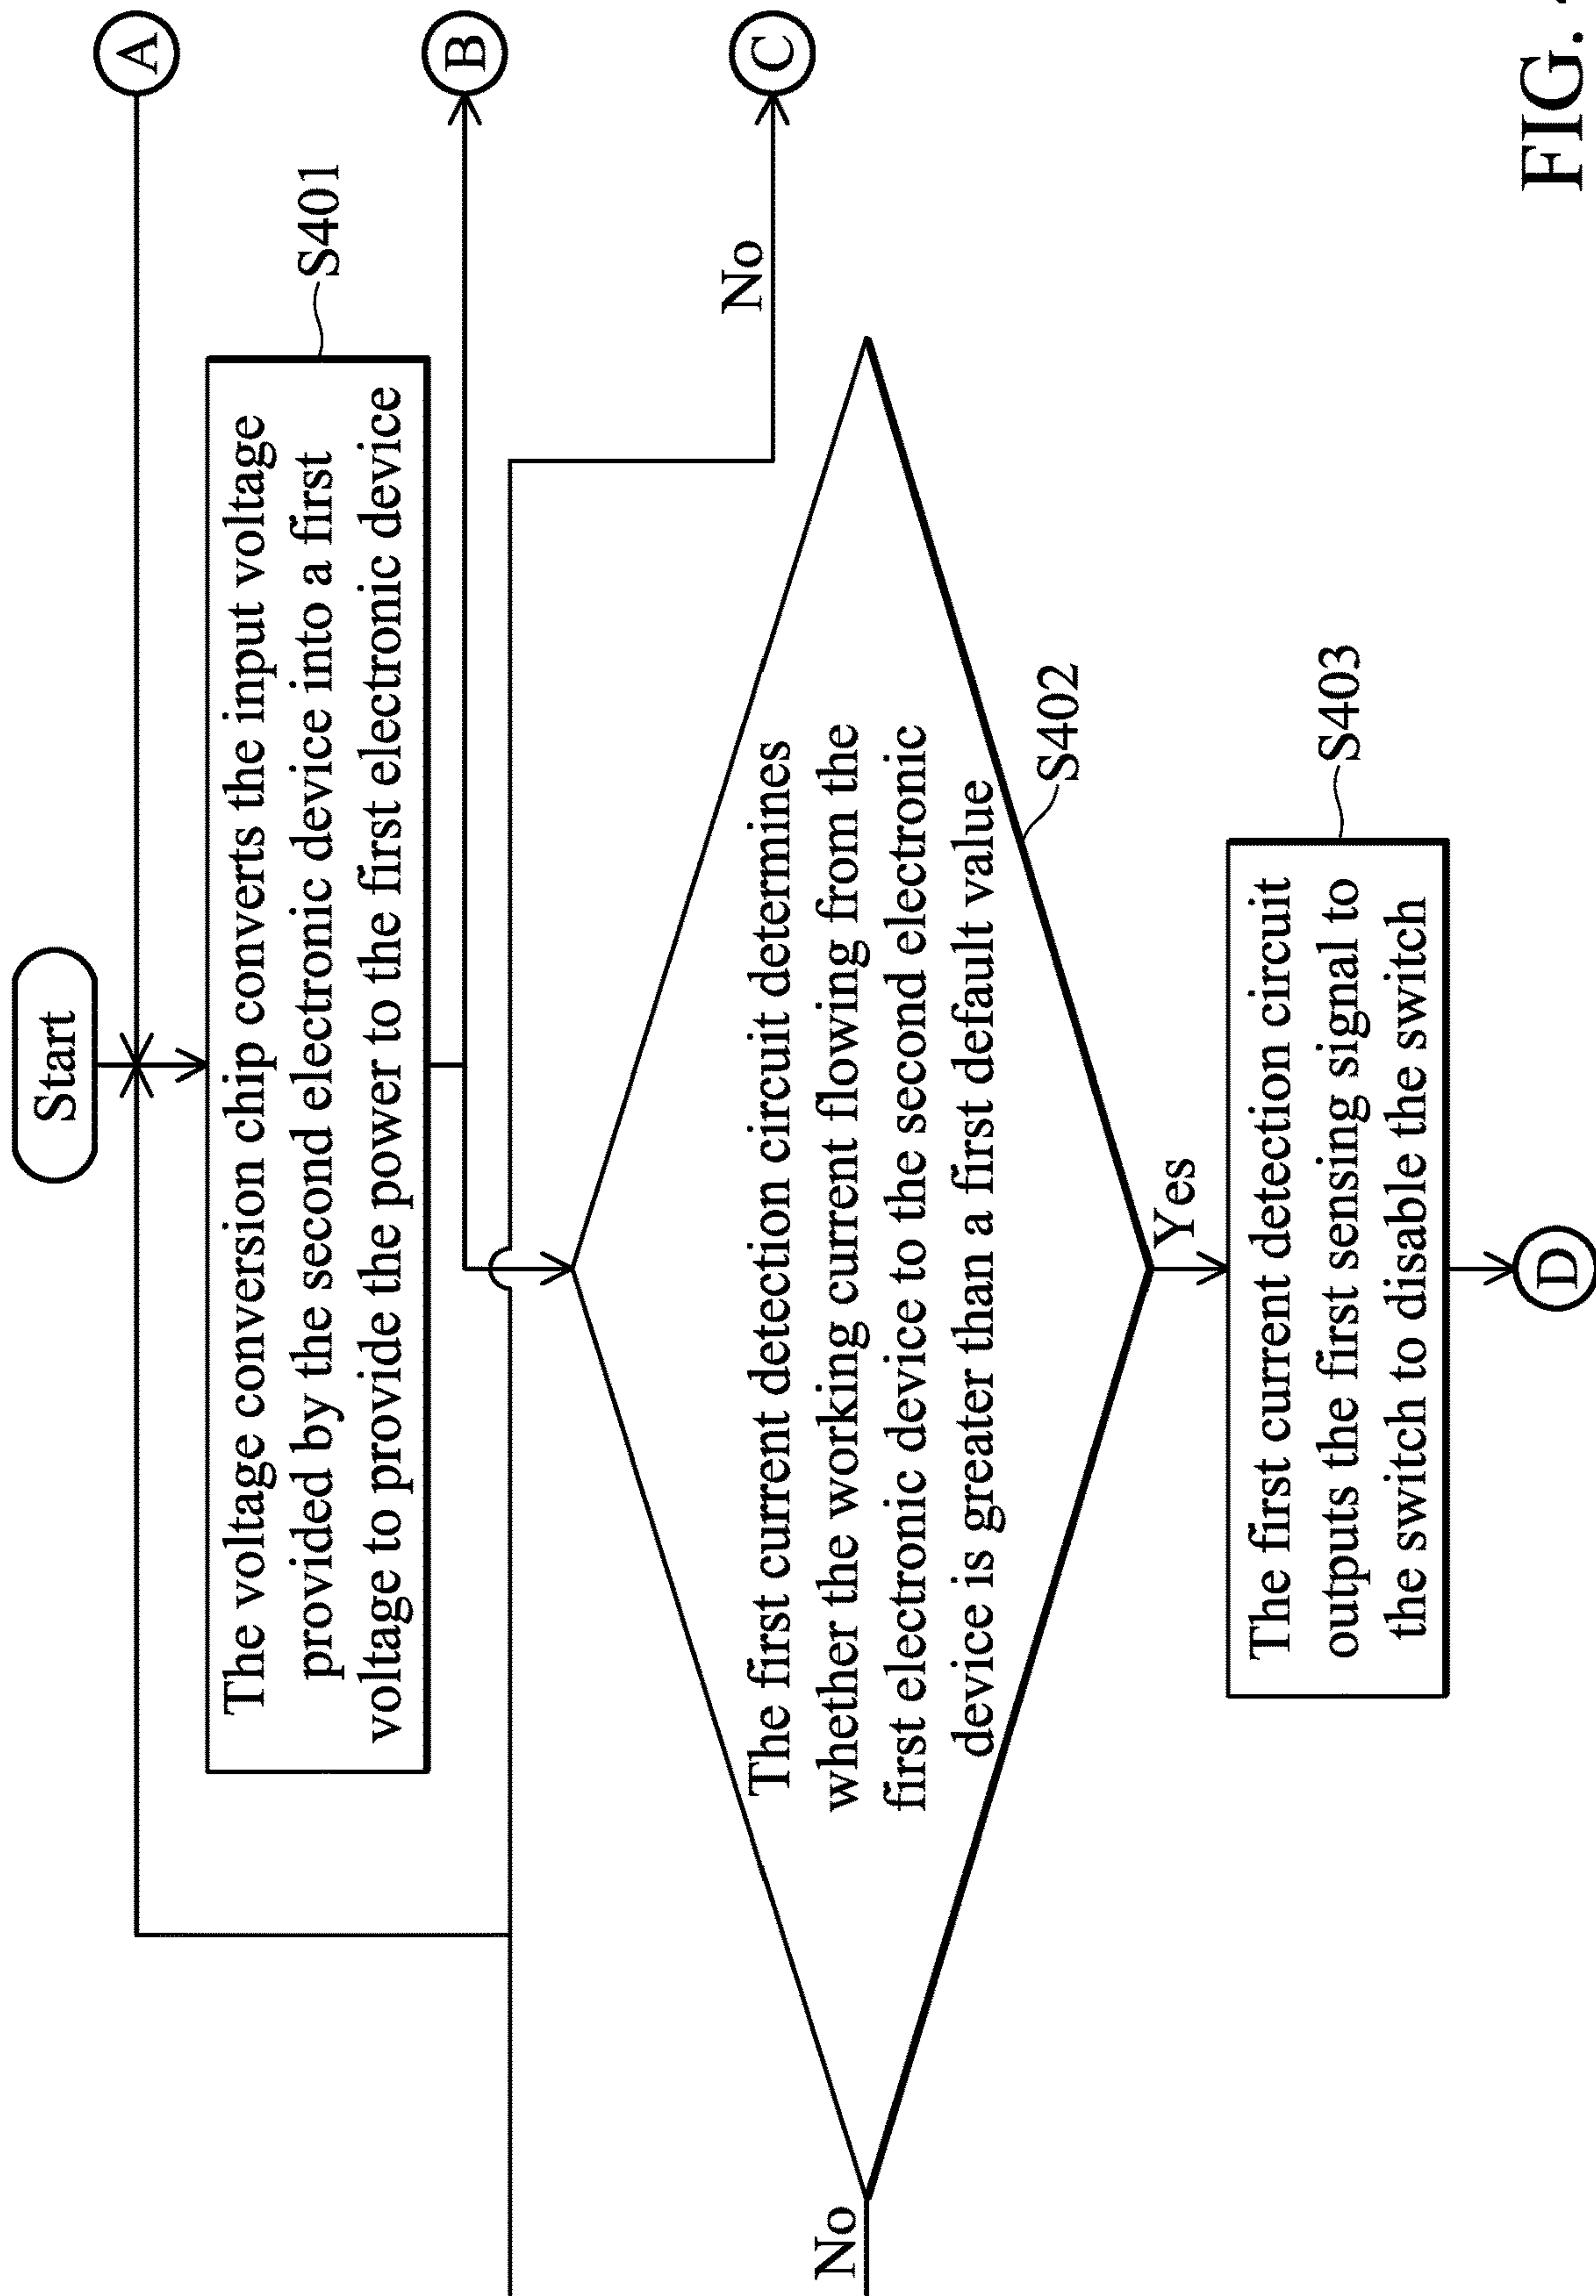 Start
A
The voltage conversion chip converts the input voltage
provided by the second electronic device into a first
voltage to provide the power to the first electronic device
S401
B
No
C
The first current detection circuit determines
whether the working current flowing from the
first electronic device to the second electronic
device is greater than a first default value
S402
No
Yes
The first current detection circuit
outputs the first sensing signal to
the switch to disable the switch
S403
D
FIG.